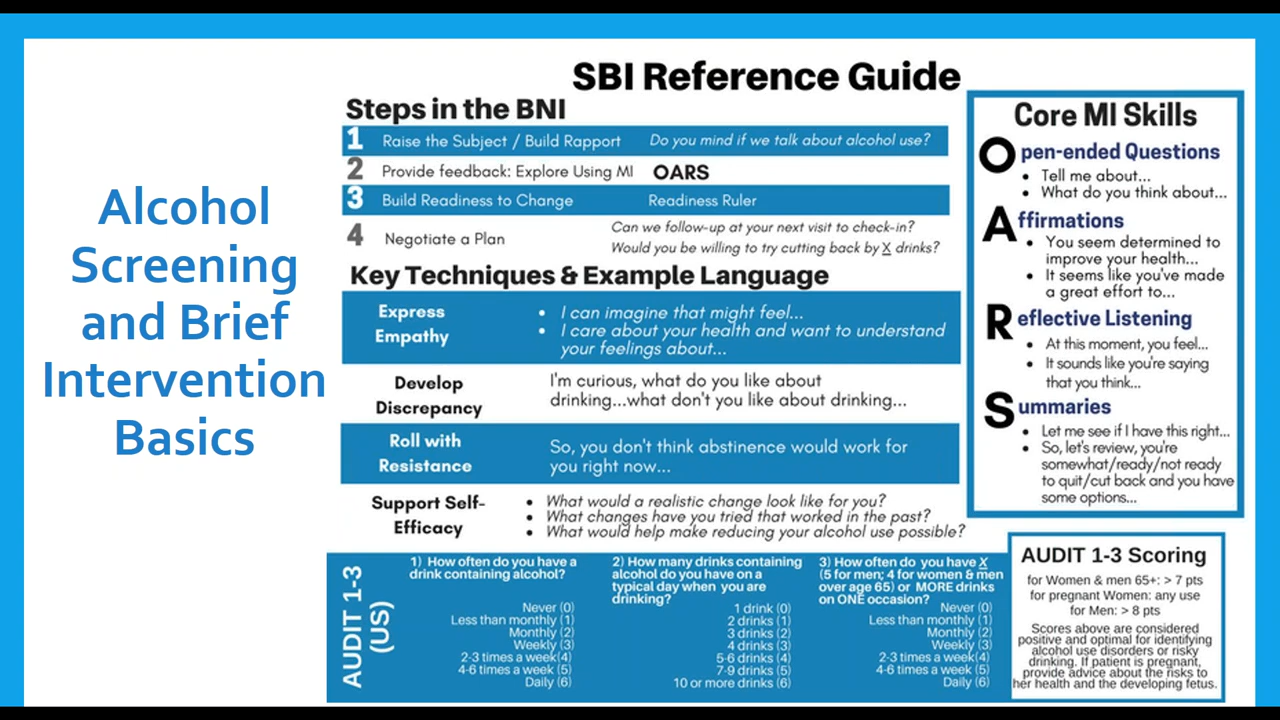 Alcohol
Screening
and Brief
Intervention
Basics
SBI Reference Guide
Steps in the BNI
1 Raise the Subject / Build Rapport Do you mind if we talk about alcohol use?
2 Provide feedback: Explore Using MI OARS
3 Build Readiness to Change Readiness Ruler
4 Negotiate a Plan
Can we follow-up at your next visit to check-in?
Would you be willing to try cutting back by X drinks?
Key Techniques & Example Language
Express
Empathy
• I can imagine that might feel...
• I care about your health and want to understand
your feelings about...
Develop
Discrepancy
I'm curious, what do you like about
drinking...what don't you like about drinking...
Roll with
Resistance
So, you don't think abstinence would work for
you right now...
Support Self-
Efficacy
• What would a realistic change look like for you?
• What changes have you tried that worked in the past?
• What would help make reducing your alcohol use possible?
Core MI Skills
Open-ended Questions
• Tell me about...
• What do you think about...
Affirmations
• You seem determined to
improve your health...
• It seems like you've made
a great effort to...
Reflective Listening
• At this moment, you feel...
• It sounds like you're saying
that you think...
Summaries
• Let me see if I have this right...
• So, let's review, you're
somewhat/ready/not ready
to quit/cut back and you have
some options...
AUDIT 1-3
(US)
1) How often do you have a
drink containing alcohol?
Never (0)
Less than monthly (1)
Monthly (2)
Weekly (3)
2-3 times a week(4)
4-6 times a week (5)
Daily (6)
2) How many drinks containing
alcohol do you have on a
typical day when you are
drinking?
1 drink (0)
2 drinks (1)
3 drinks (2)
4 drinks (3)
5-6 drinks (4)
7-9 drinks (5)
10 or more drinks (6)
3) How often do you have X
(5 for men; 4 for women & men
over age 65) or MORE drinks
on ONE occasion?
Never (0)
Less than monthly (1)
Monthly (2)
Weekly (3)
2-3 times a week(4)
4-6 times a week (5)
Daily (6)
AUDIT 1-3 Scoring
for Women & men 65+: > 7 pts
for pregnant Women: any use
for Men: > 8 pts
Scores above are considered
positive and optimal for identifying
alcohol use disorders or risky
drinking. If patient is pregnant,
provide advice about the risks to
her health and the developing fetus.